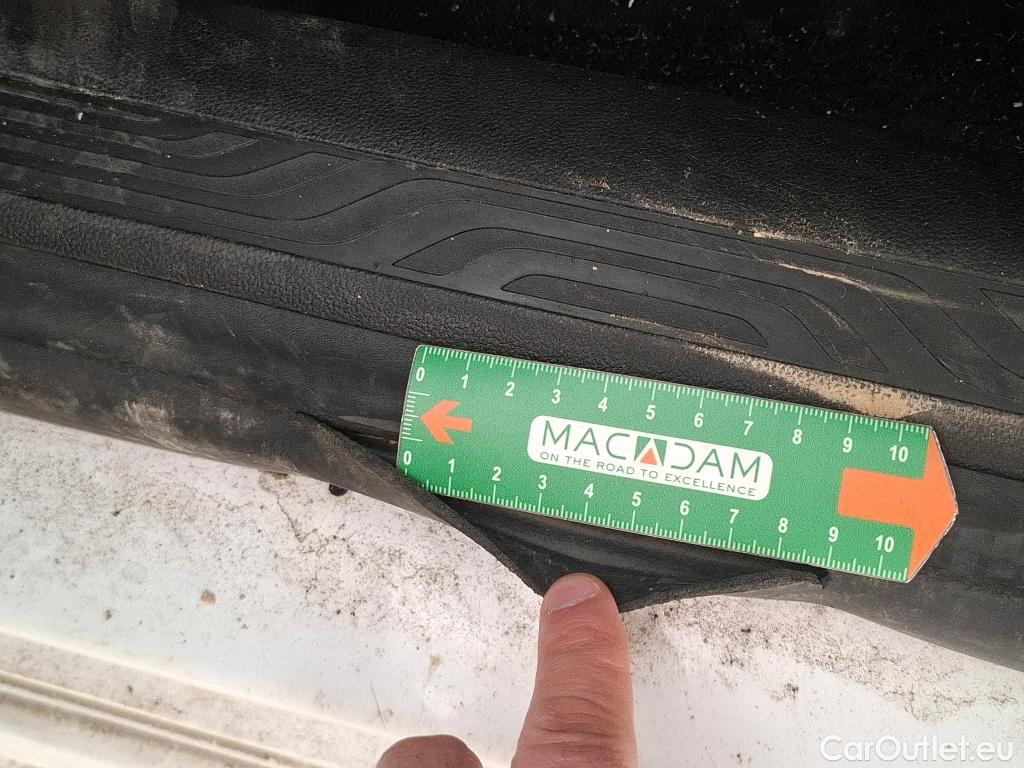 0 1 2 3 4 5 6 7 8 9 10
MACADAM
ON THE ROAD TO EXCELLENCE
0 1 2 3 4 5 6 7 8 9 10
CarOutlet.eu